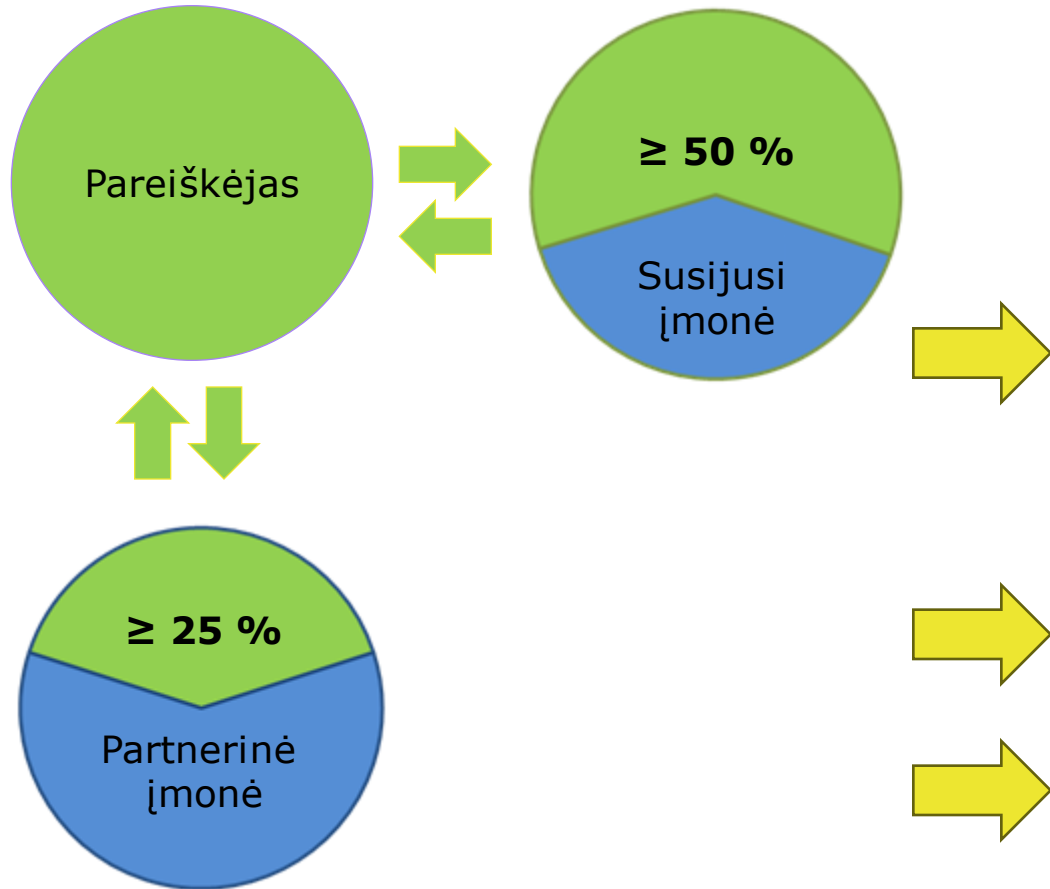 Pareiškėjas
≥ 50 %
Susijusi
įmonė
≥ 25 %
Partnerinė
įmonė